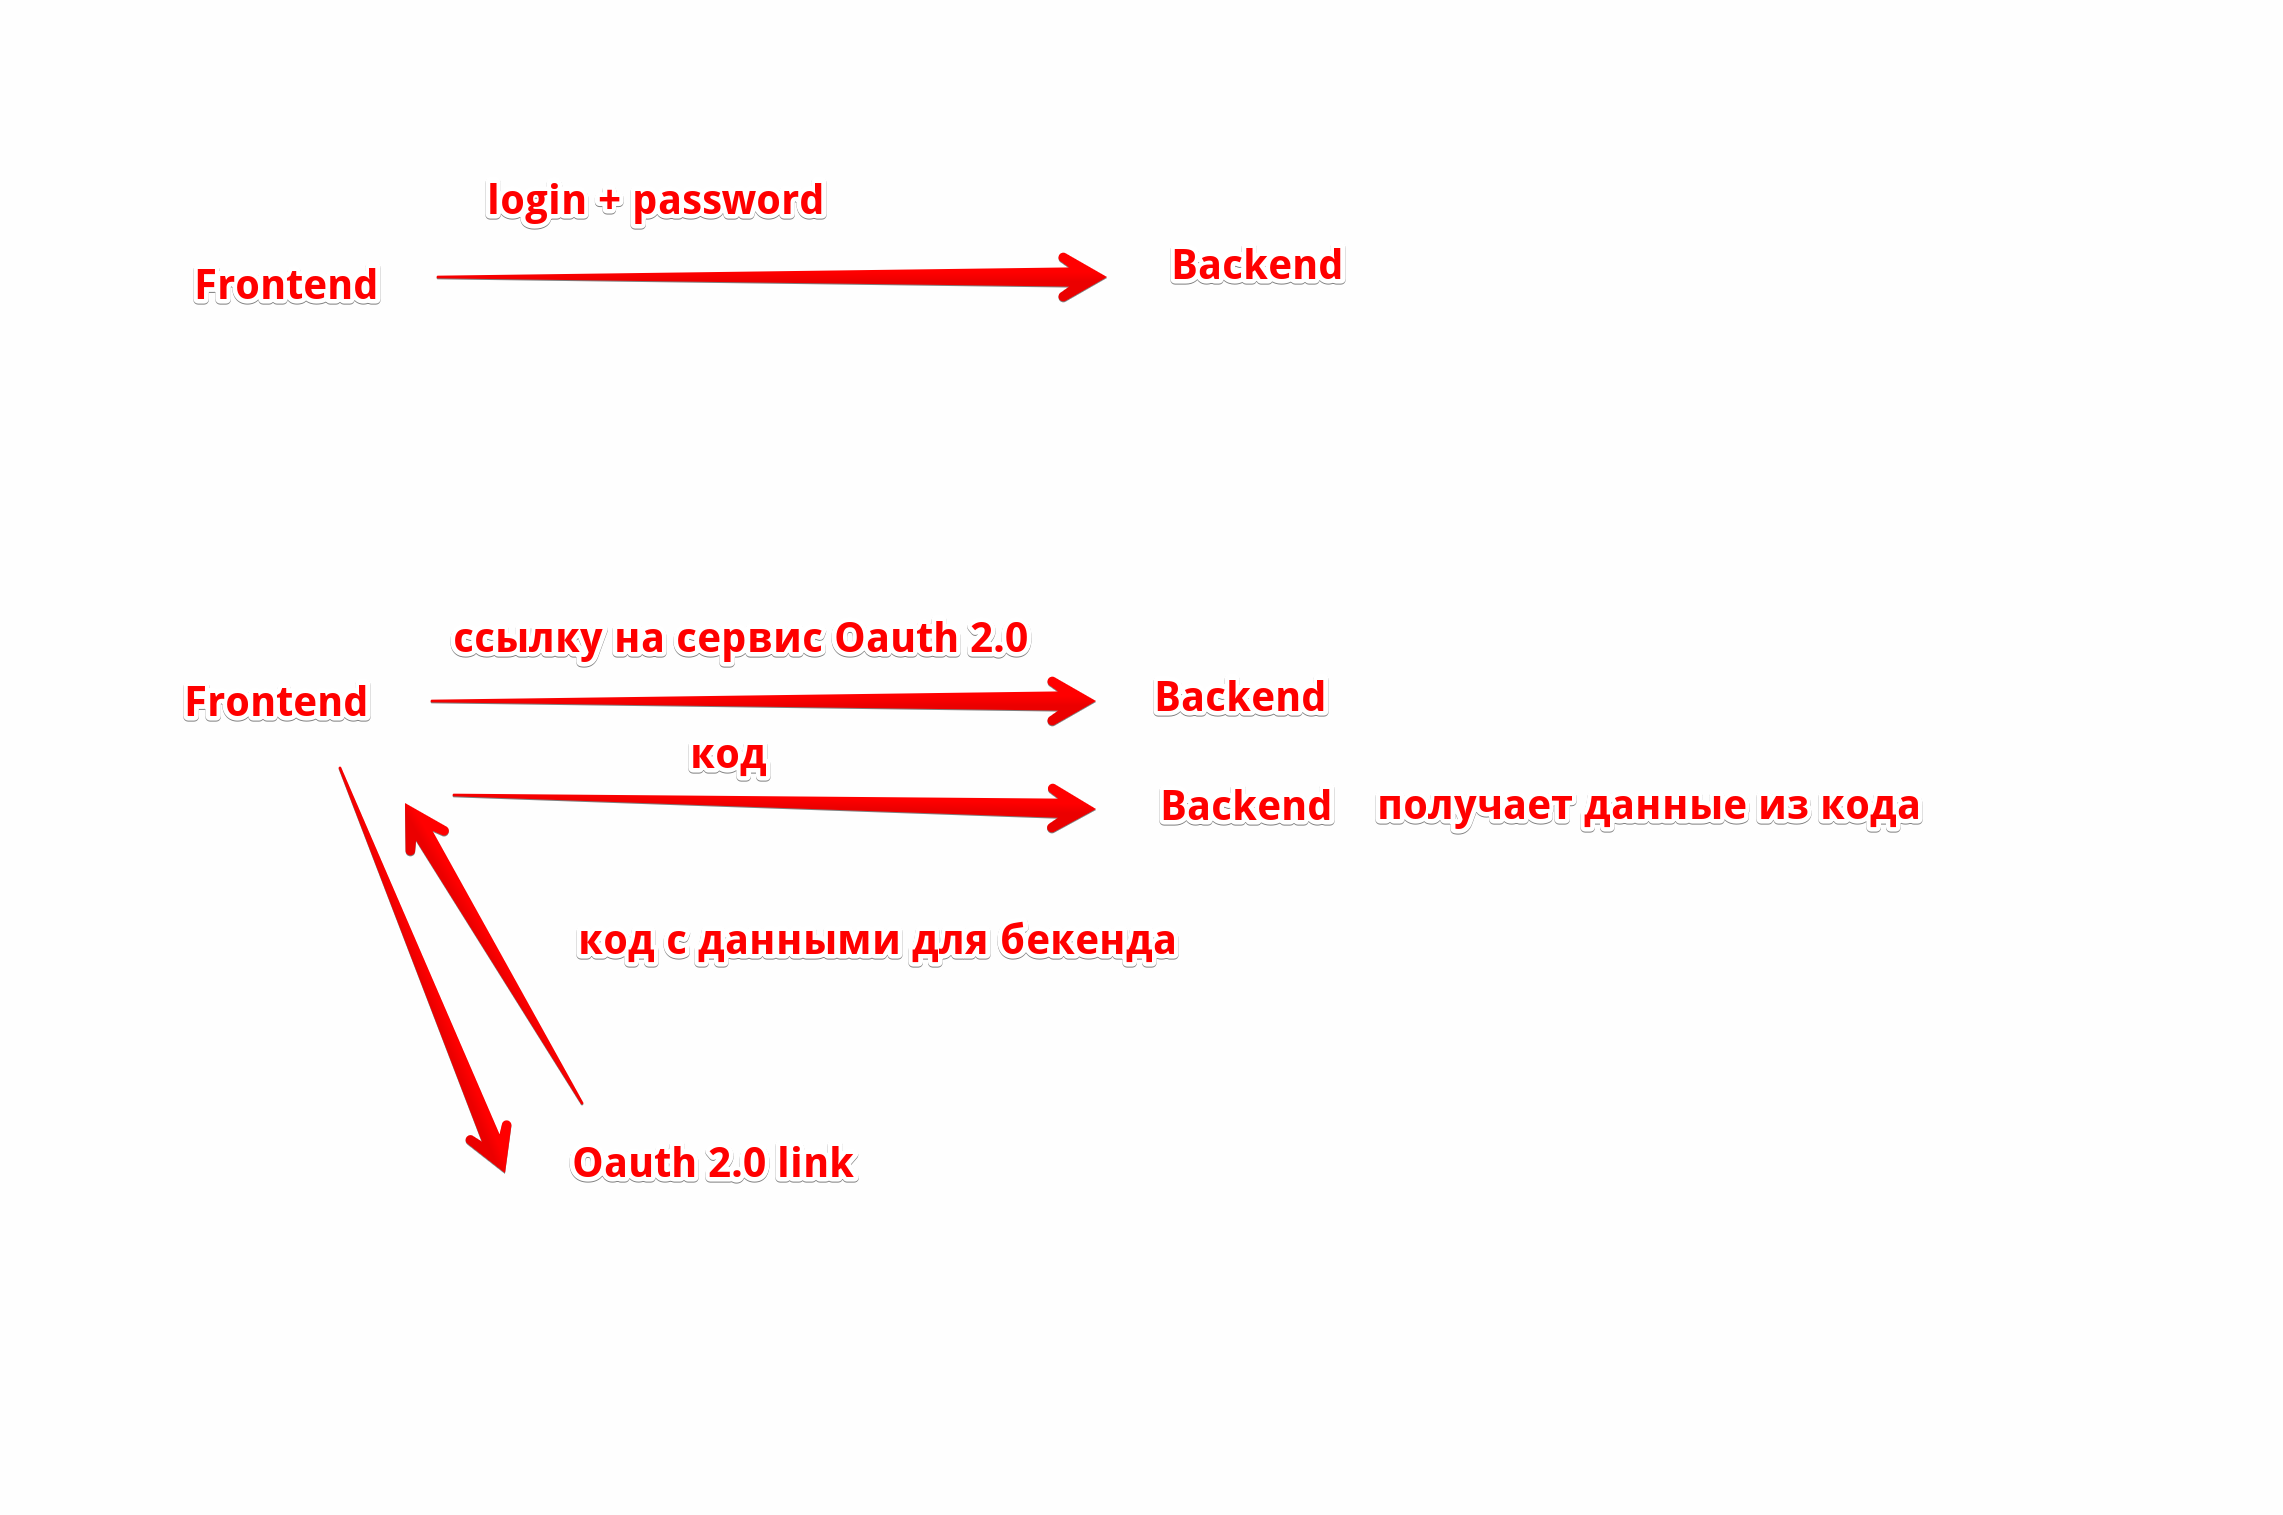 login + password
Frontend
Backend
ссылку на сервис Oauth 2.0
Frontend
Backend
код
Backend получает данные из кода
код с данными для бекенда
Oauth 2.0 link